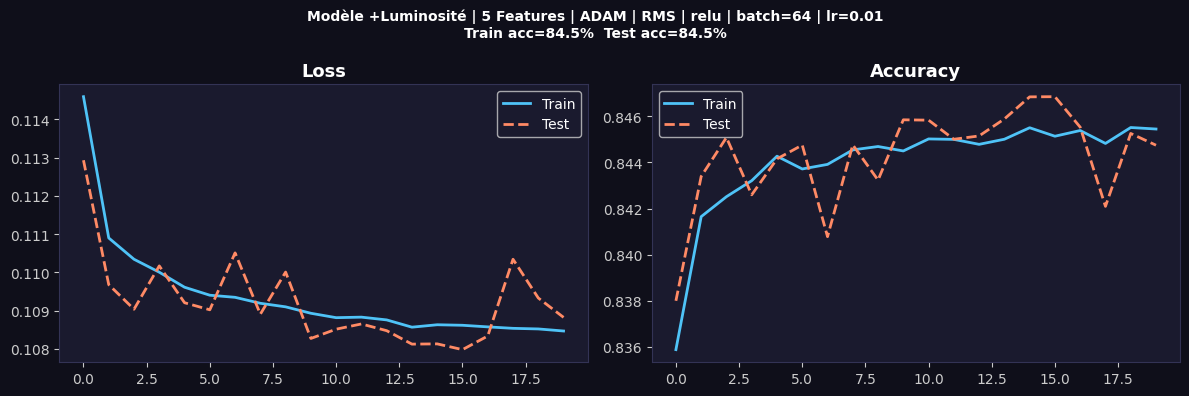 Modèle +Luminosité | 5 Features | ADAM | RMS | relu | batch=64 | lr=0.01
Train acc=84.5%  Test acc=84.5%
Loss
Train
Test
0.114
0.113
0.112
0.111
0.110
0.109
0.108
0.0 2.5 5.0 7.5 10.0 12.5 15.0 17.5
Accuracy
Train
Test
0.846
0.844
0.842
0.840
0.838
0.836
0.0 2.5 5.0 7.5 10.0 12.5 15.0 17.5